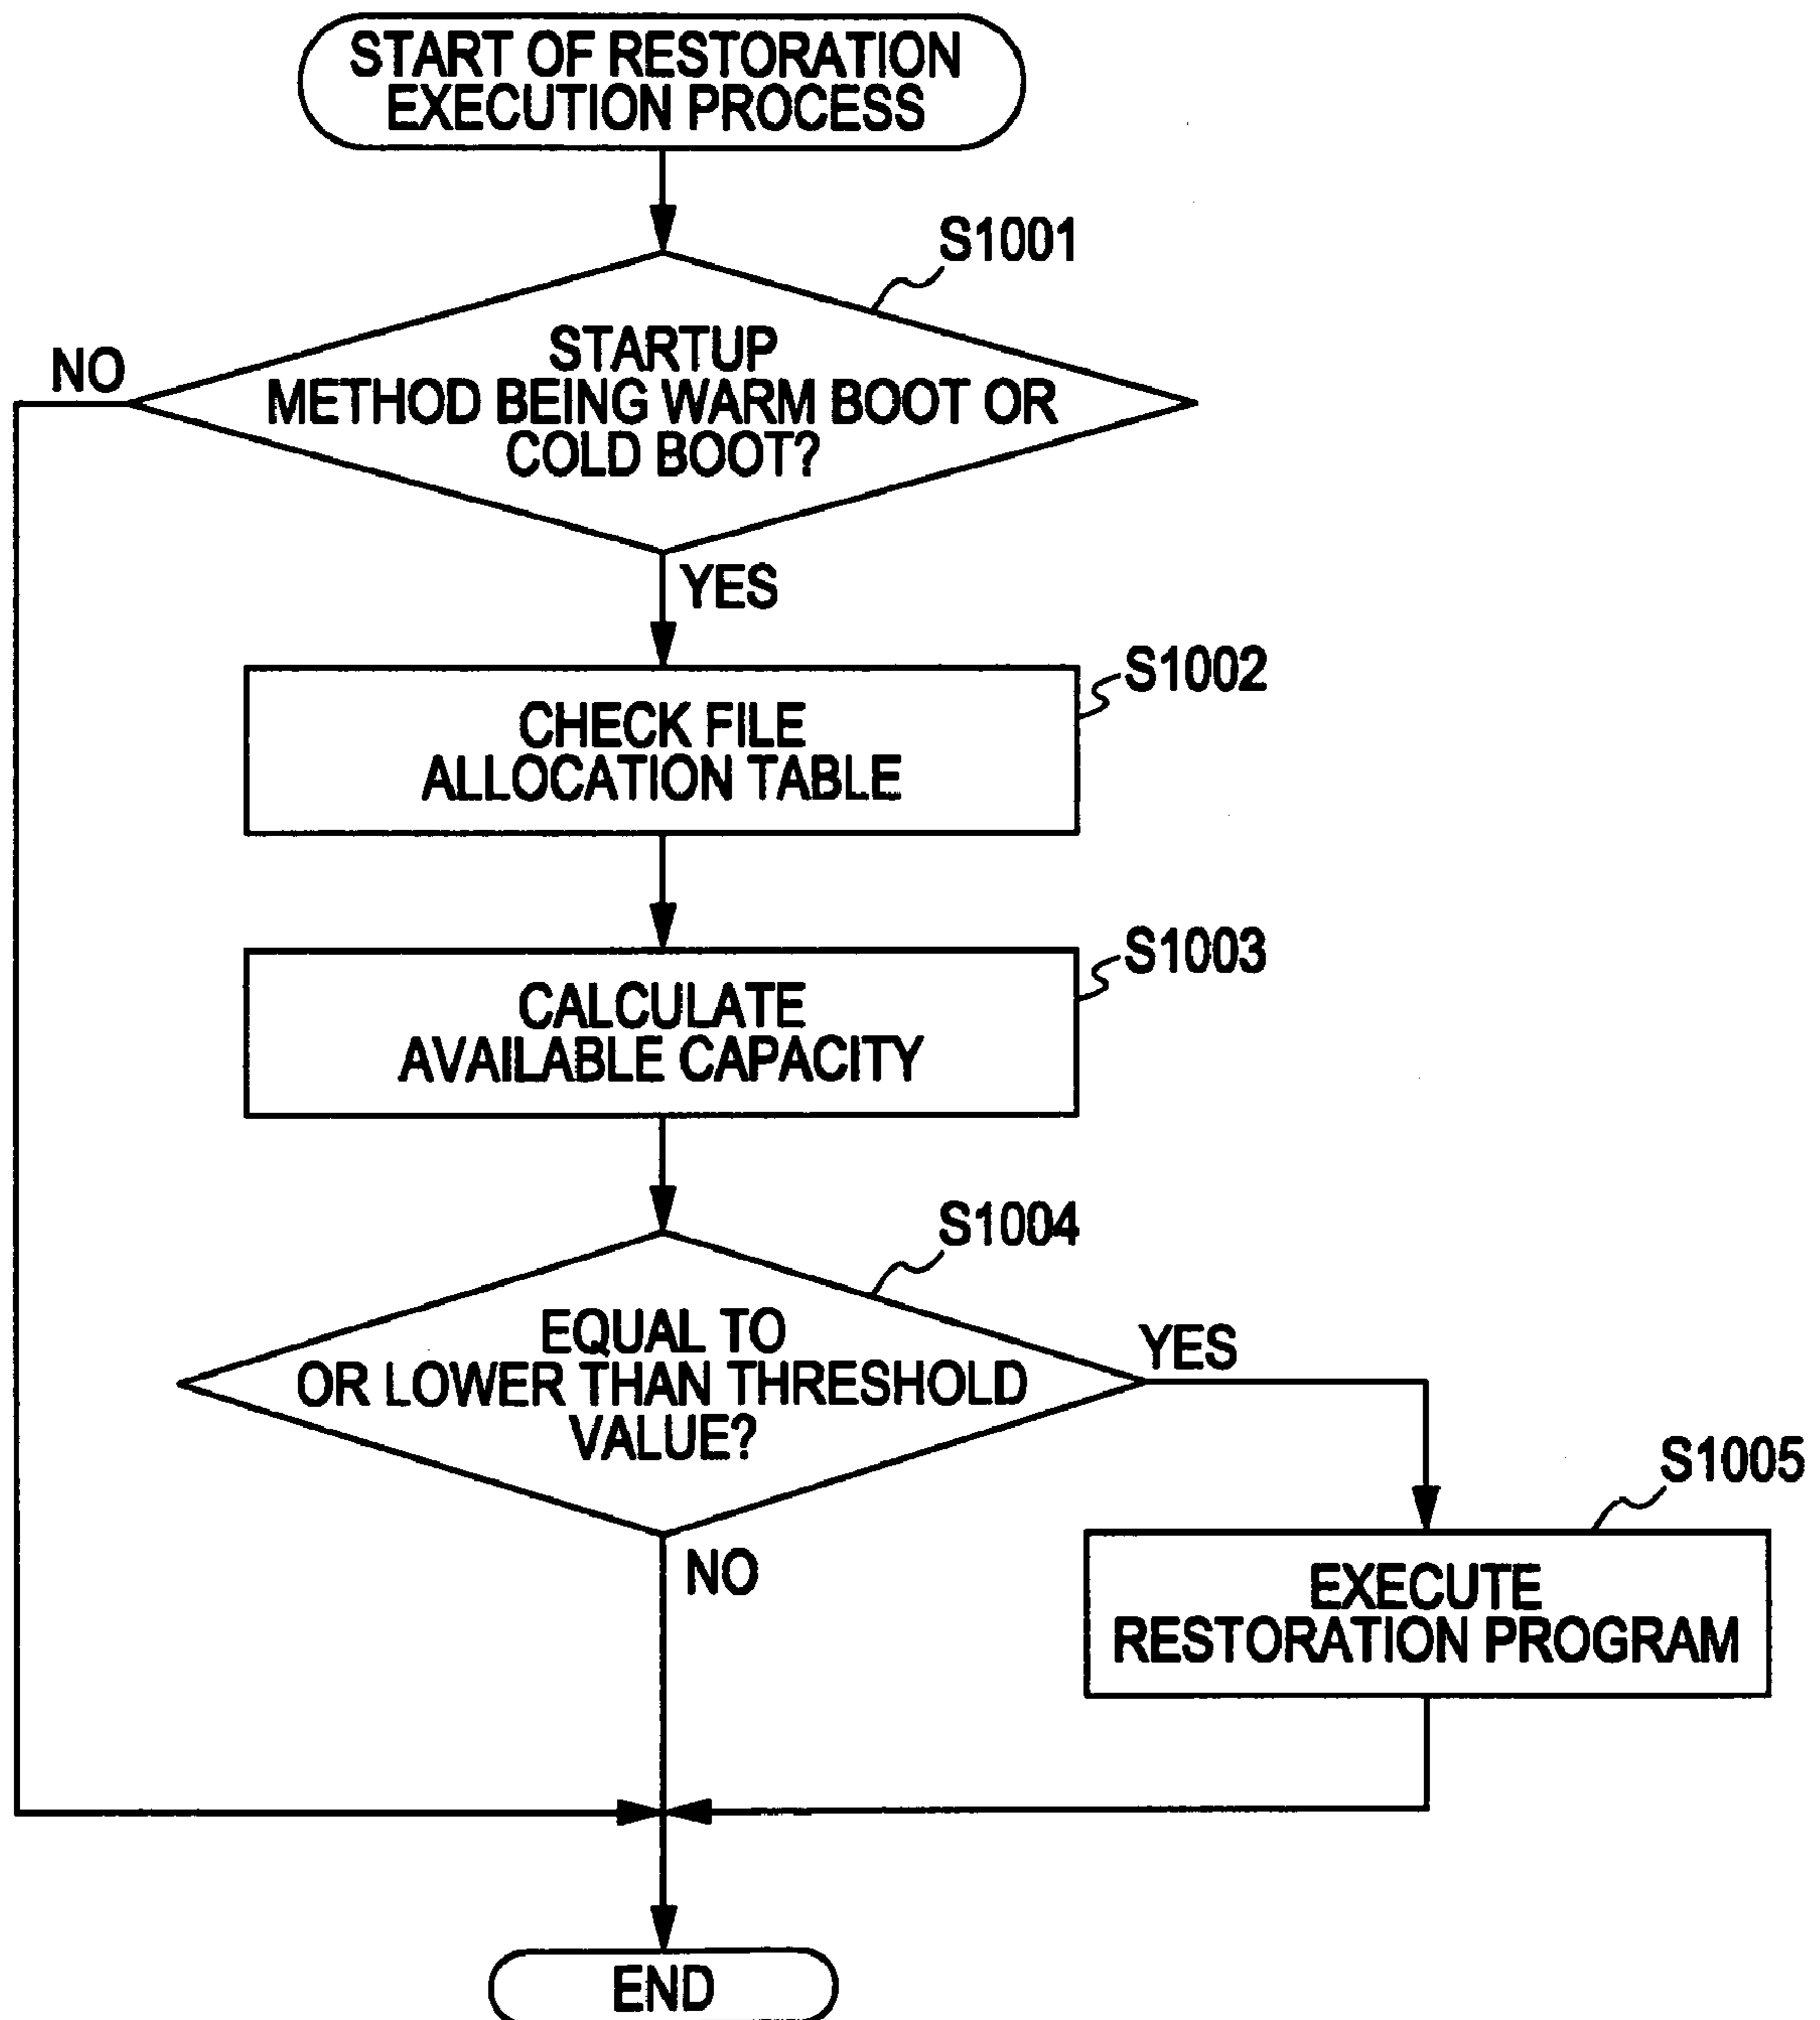 START OF RESTORATION
EXECUTION PROCESS
S1001
STARTUP
METHOD BEING WARM BOOT OR
COLD BOOT?
NO
YES
S1002
CHECK FILE
ALLOCATION TABLE
S1003
CALCULATE
AVAILABLE CAPACITY
S1004
EQUAL TO
OR LOWER THAN THRESHOLD
VALUE?
YES
NO
S1005
EXECUTE
RESTORATION PROGRAM
END